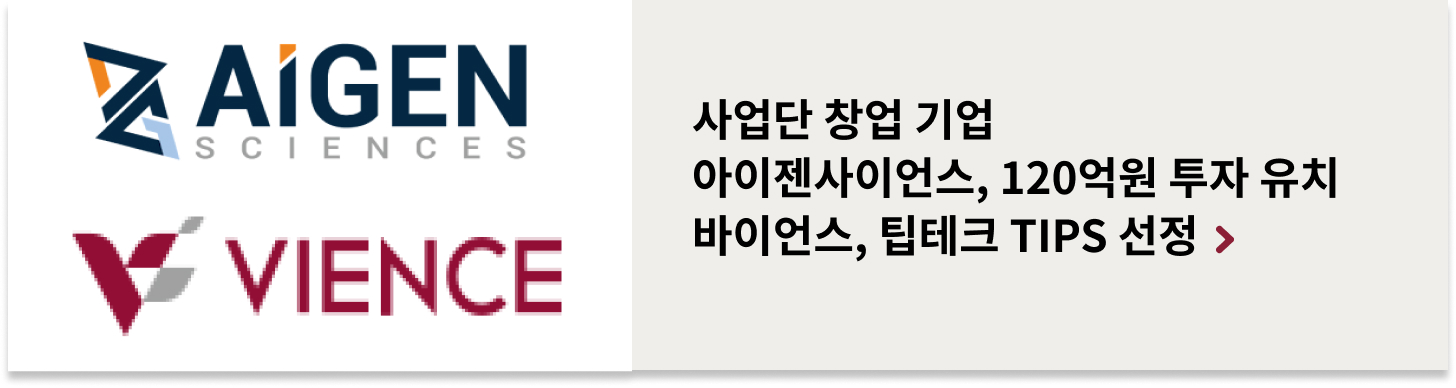 AiGEN
SCIENCES
VIENCE
사업단 창업 기업
아이젠사이언스, 120억원 투자 유치
바이언스, 팁테크 TIPS 선정